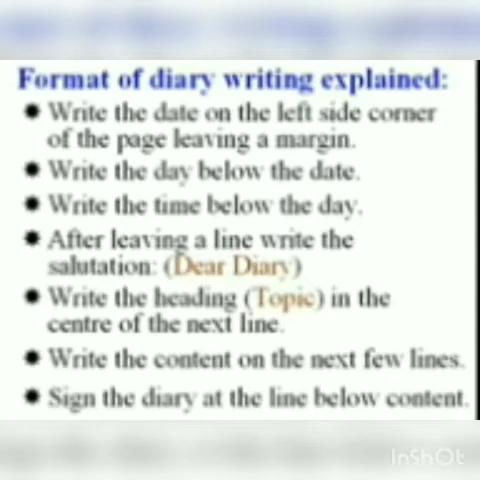 Format of diary writing explained:
● Write the date on the left side corner
of the page leaving a margin.
● Write the day below the date.
● Write the time below the day.
● After leaving a line write the
salutation: (Dear Diary)
● Write the heading (Topic) in the
centre of the next line.
● Write the content on the next few lines.
● Sign the diary at the line below content.
InShOt